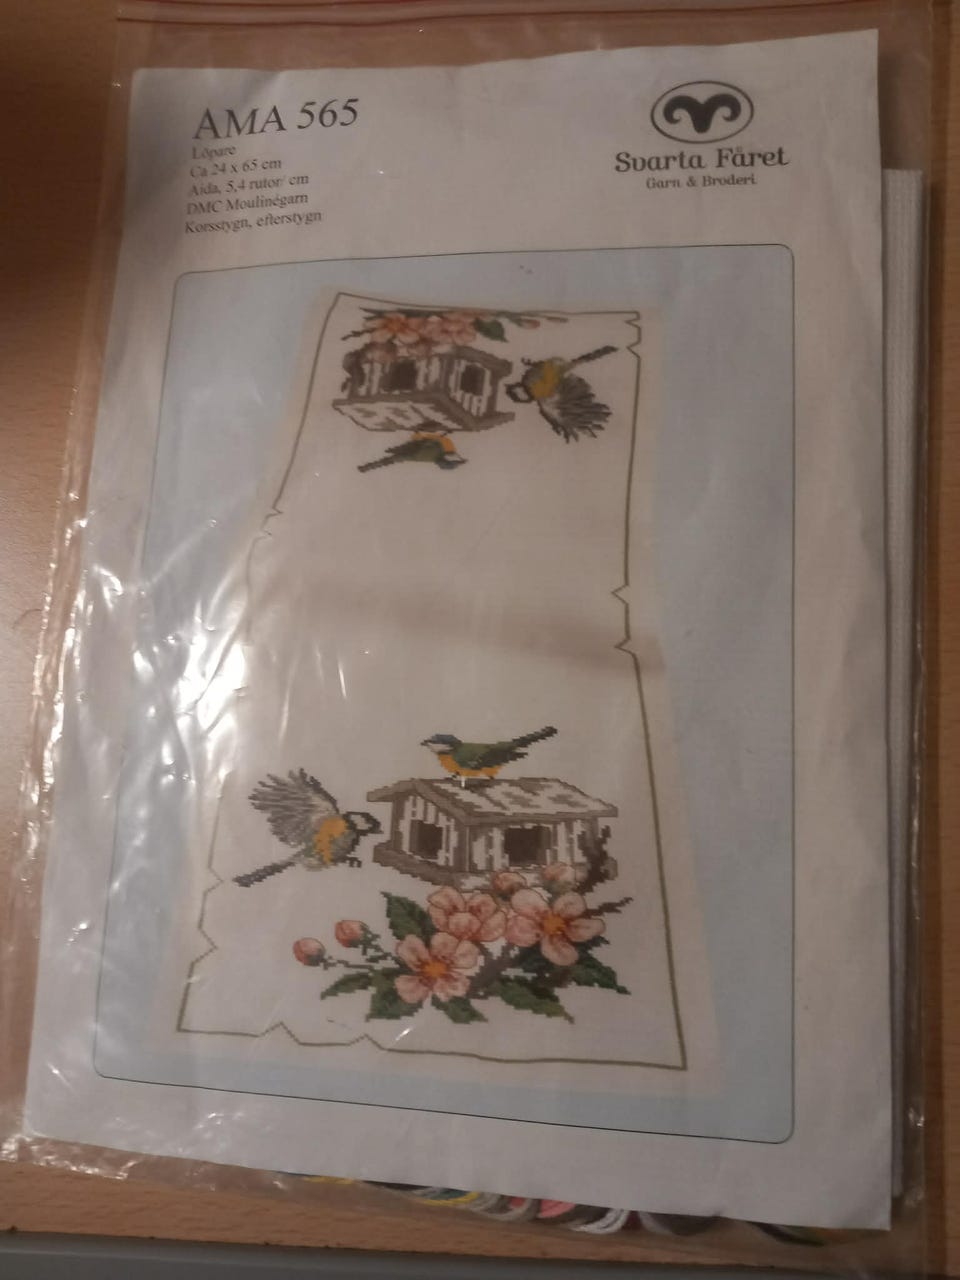 AMA 565
Löpare
Ca 24 x 65 cm
Aida, 5,4 rutor/ cm
DMC Moulinégarn
Korsstygn, efterstygn
Svarta Fåret
Garn & Broderi